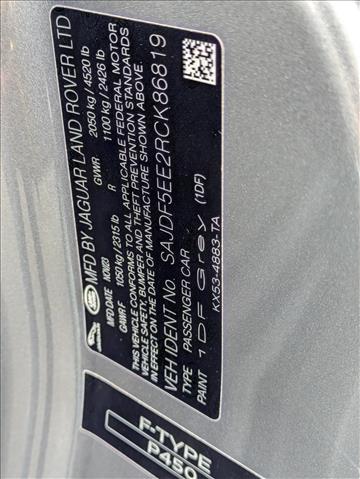 MFD BY JAGUAR LAND ROVER LTD
MFD.DATE NOV23 GVWR 2050 kg / 4520 lb
GAWR F 1050 kg / 2315 lb R 1100 kg / 2426 lb
THIS VEHICLE CONFORMS TO ALL APPLICABLE FEDERAL MOTOR
VEHICLE SAFETY, BUMPER AND THEFT PREVENTION STANDARDS
IN EFFECT ON THE DATE OF MANUFACTURE SHOWN ABOVE.
VEH IDENT No. SAJDF5EE2RCK86819
TYPE PASSENGER CAR
PAINT 1DF Grey (1DF)
KX53-4883-TA
F-TYPE
P450